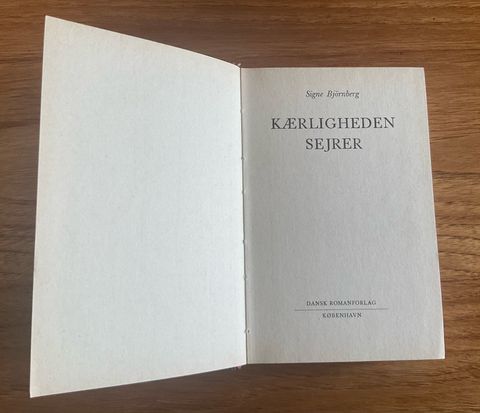 Signe Björnberg
KÆRLIGHEDEN
SEJRER
DANSK ROMANFORLAG
KØBENHAVN